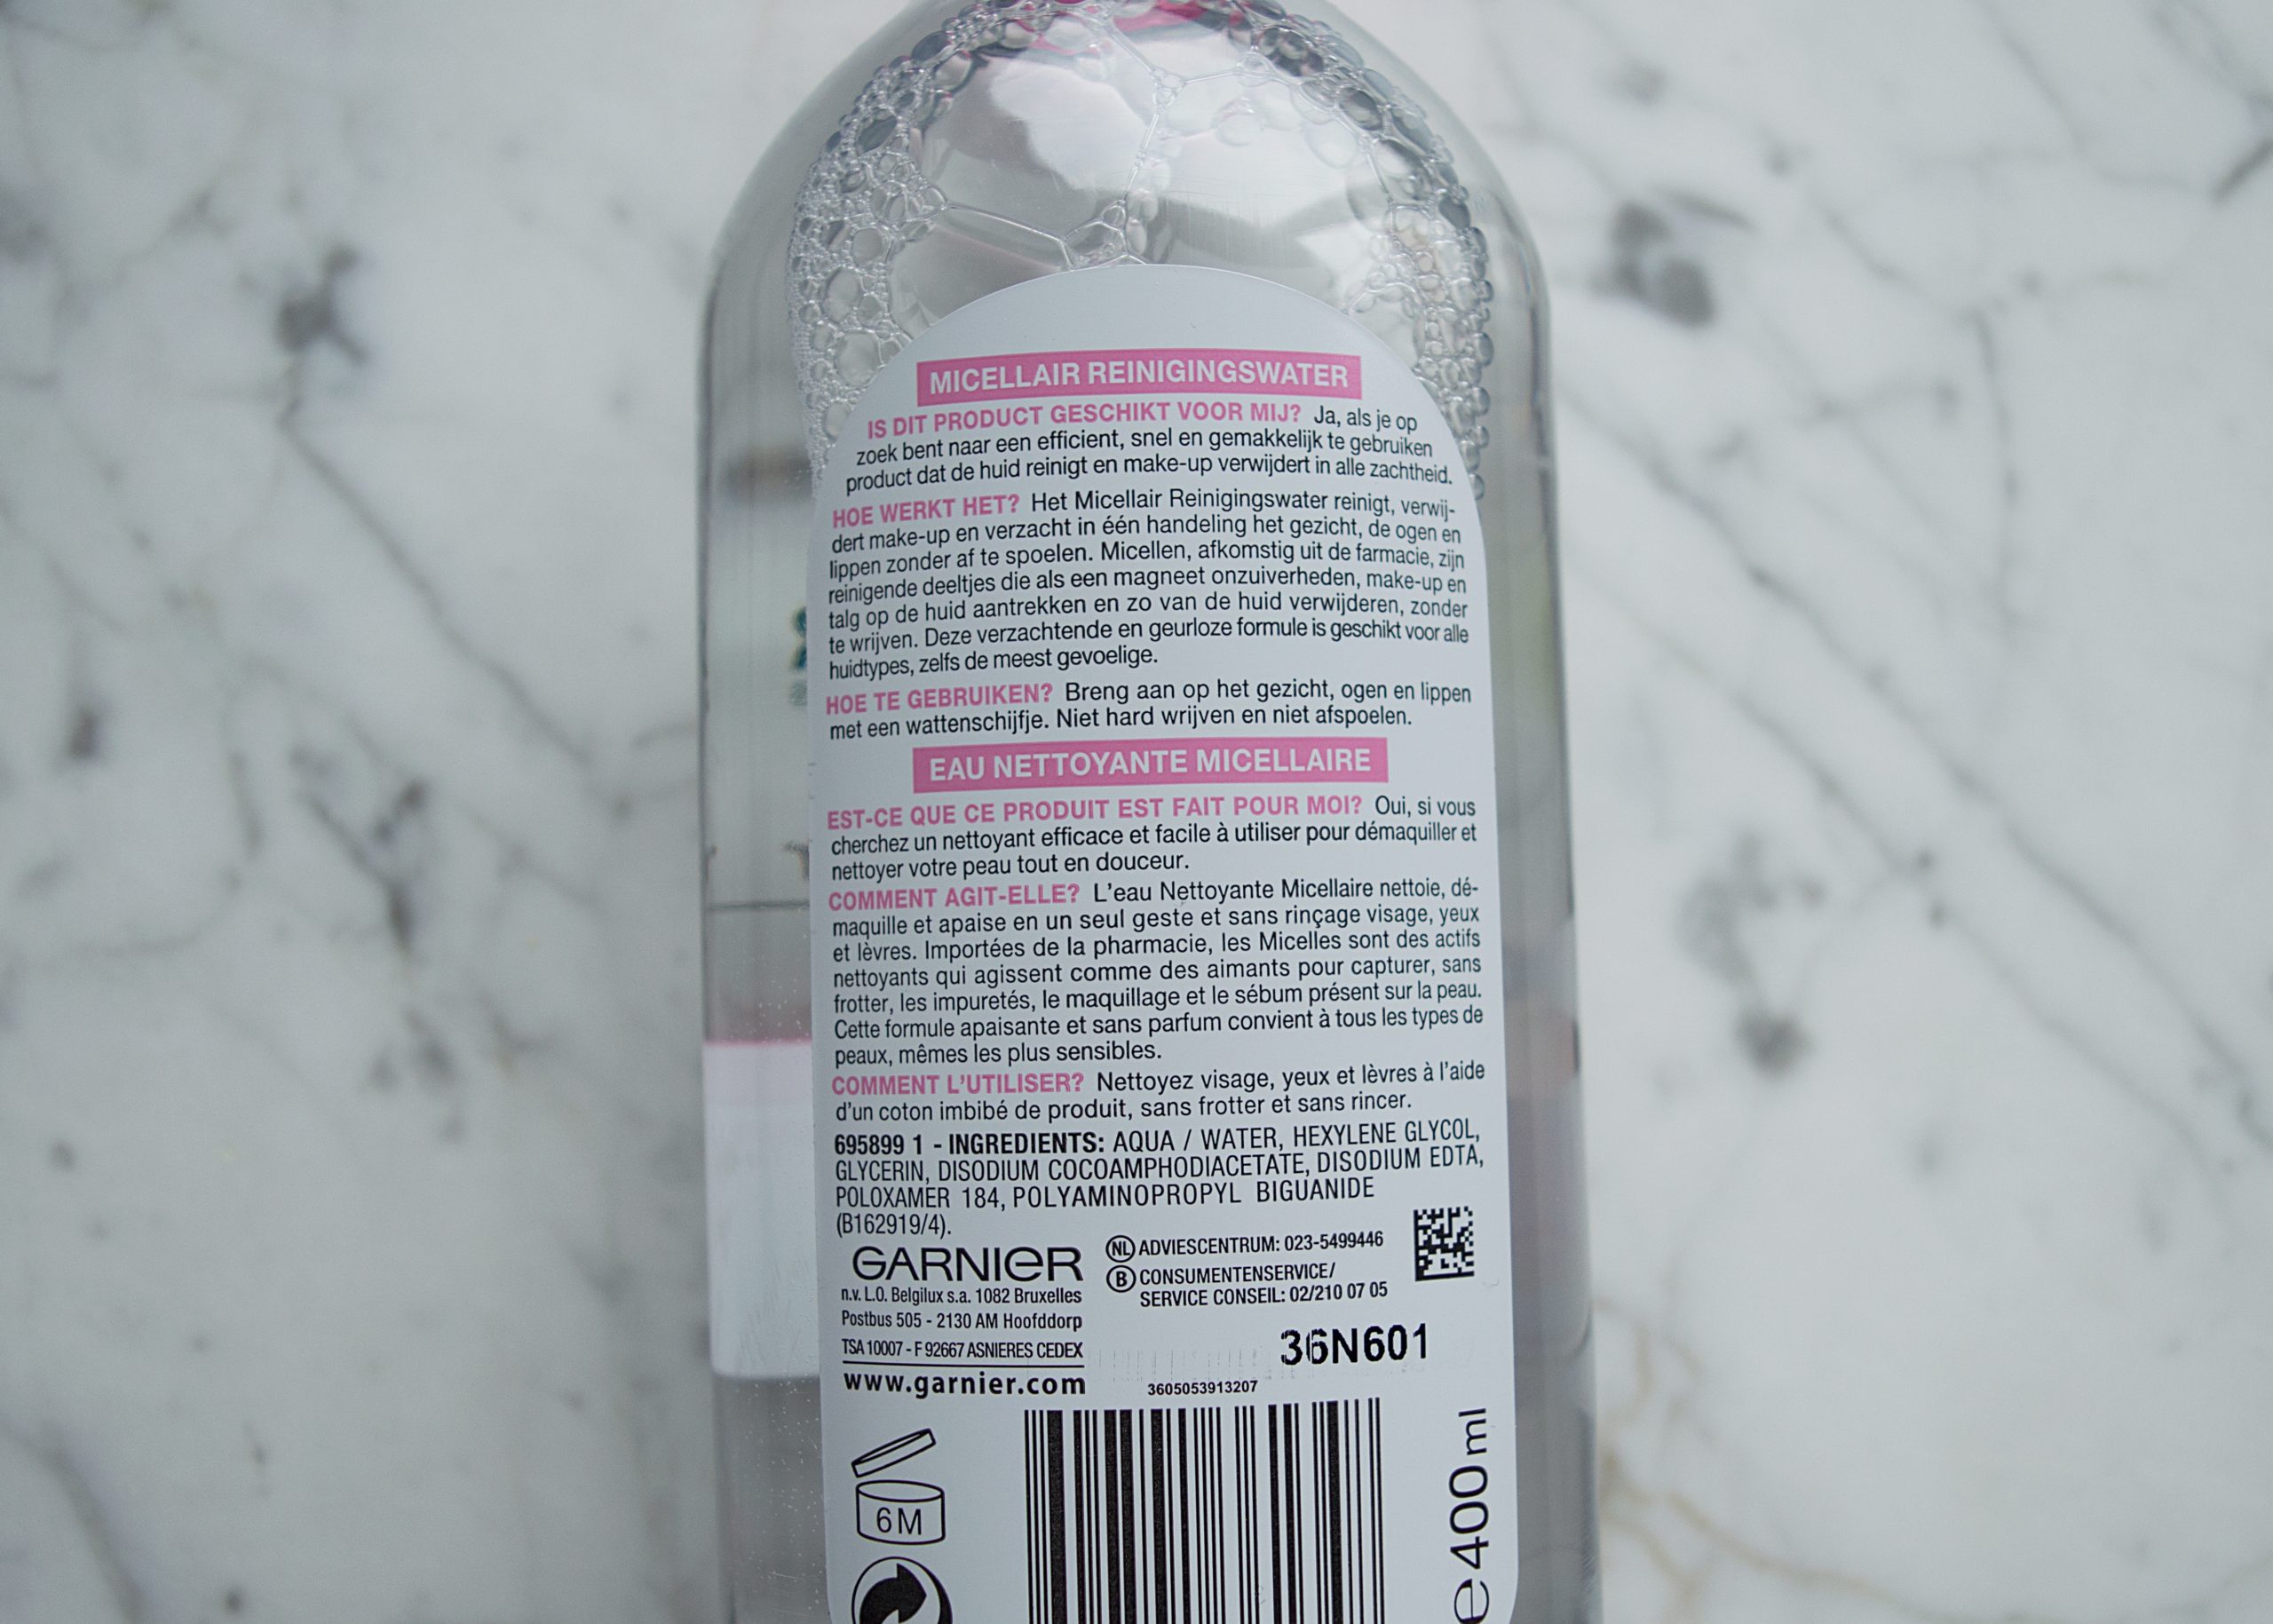 MICELLAIR REINIGINGSWATER
IS DIT PRODUCT GESCHIKT VOOR MIJ? Ja, als je op
zoek bent naar een efficient, snel en gemakkelijk te gebruiken
product dat de huid reinigt en make-up verwijdert in alle zachtheid.
HOE WERKT HET? Het Micellair Reinigingswater reinigt, verwij-
dert make-up en verzacht in één handeling het gezicht, de ogen en
lippen zonder af te spoelen. Micellen, afkomstig uit de farmacie, zijn
reinigende deeltjes die als een magneet onzuiverheden, make-up en
talg op de huid aantrekken en zo van de huid verwijderen, zonder
te wrijven. Deze verzachtende en geurloze formule is geschikt voor alle
huidtypes, zelfs de meest gevoelige.
HOE TE GEBRUIKEN? Breng aan op het gezicht, ogen en lippen
met een wattenschijfje. Niet hard wrijven en niet afspoelen.
EAU NETTOYANTE MICELLAIRE
EST-CE QUE CE PRODUIT EST FAIT POUR MOI? Oui, si vous
cherchez un nettoyant efficace et facile à utiliser pour démaquiller et
nettoyer votre peau tout en douceur.
COMMENT AGIT-ELLE? L'eau Nettoyante Micellaire nettoie, dé-
maquille et apaise en un seul geste et sans rinçage visage, yeux
et lèvres. Importées de la pharmacie, les Micelles sont des actifs
nettoyants qui agissent comme des aimants pour capturer, sans
frotter, les impuretés, le maquillage et le sébum présent sur la peau.
Cette formule apaisante et sans parfum convient à tous les types de
peaux, mêmes les plus sensibles.
COMMENT L'UTILISER? Nettoyez visage, yeux et lèvres à l'aide
d'un coton imbibé de produit, sans frotter et sans rincer.
695899 1 - INGREDIENTS: AQUA / WATER, HEXYLENE GLYCOL,
GLYCERIN, DISODIUM COCOAMPHODIACETATE, DISODIUM EDTA,
POLOXAMER 184, POLYAMINOPROPYL BIGUANIDE
(B162919/4).
GARNIER
n.v. L.O. Belgilux s.a. 1082 Bruxelles
Postbus 505 - 2130 AM Hoofddorp
TSA 10007 - F 92667 ASNIERES CEDEX
www.garnier.com
NL ADVIESCENTRUM: 023-5499446
B CONSUMENTENSERVICE/
SERVICE CONSEIL: 02/210 07 05
36N601
3605053913207
6M
e400ml